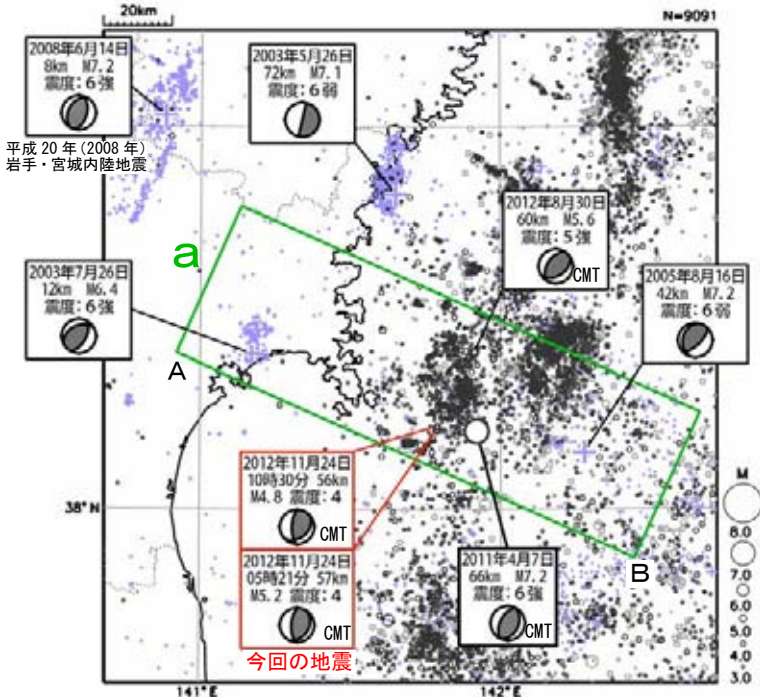 20km
N=9091
2008年6月14日
8km M7.2
震度：6強
平成 20 年 (2008 年)
岩手・宮城内陸地震
2003年5月26日
72km M7.1
震度：6弱
2012年8月30日
60km M5.6
震度：5強
CMT
a
2003年7月26日
12km M6.4
震度：6強
2005年8月16日
42km M7.2
震度：6弱
A
2012年11月24日
10時30分 56km
M4.8 震度：4
CMT
38°N
2012年11月24日
05時21分 57km
M5.2 震度：4
CMT
今回の地震
2011年4月7日
66km M7.2
震度：6強
CMT
B
M
8.0
7.0
6.0
5.0
4.0
3.0
141°E
142°E